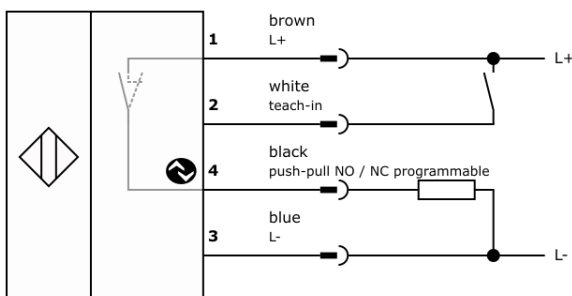 brown
1 L+
L+
white
2 teach-in
black
4 push-pull NO / NC programmable
blue
3 L-
L-